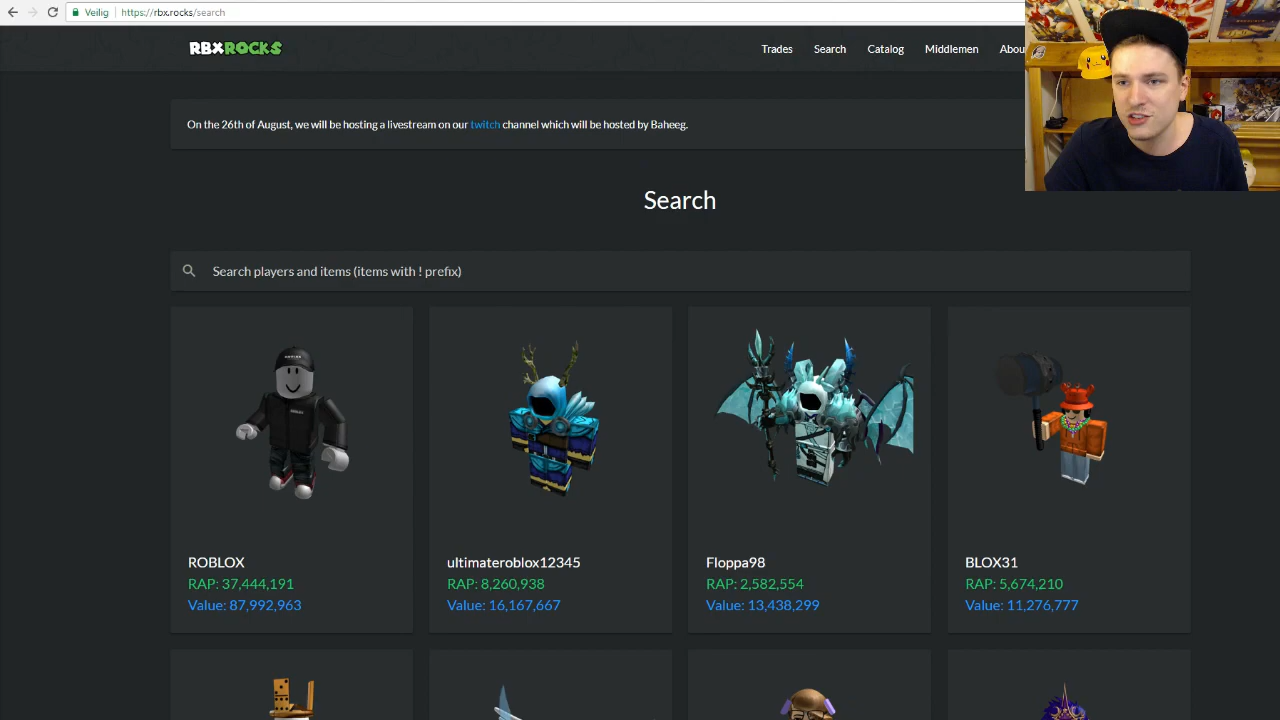 Veilig https://rbx.rocks/search
RBXROCKS
Trades Search Catalog Middlemen Abou
On the 26th of August, we will be hosting a livestream on our twitch channel which will be hosted by Baheeg.
Search
Search players and items (items with ! prefix)
ROBLOX
RAP: 37,444,191
Value: 87,992,963
ultimateroblox12345
RAP: 8,260,938
Value: 16,167,667
Floppa98
RAP: 2,582,554
Value: 13,438,299
BLOX31
RAP: 5,674,210
Value: 11,276,777